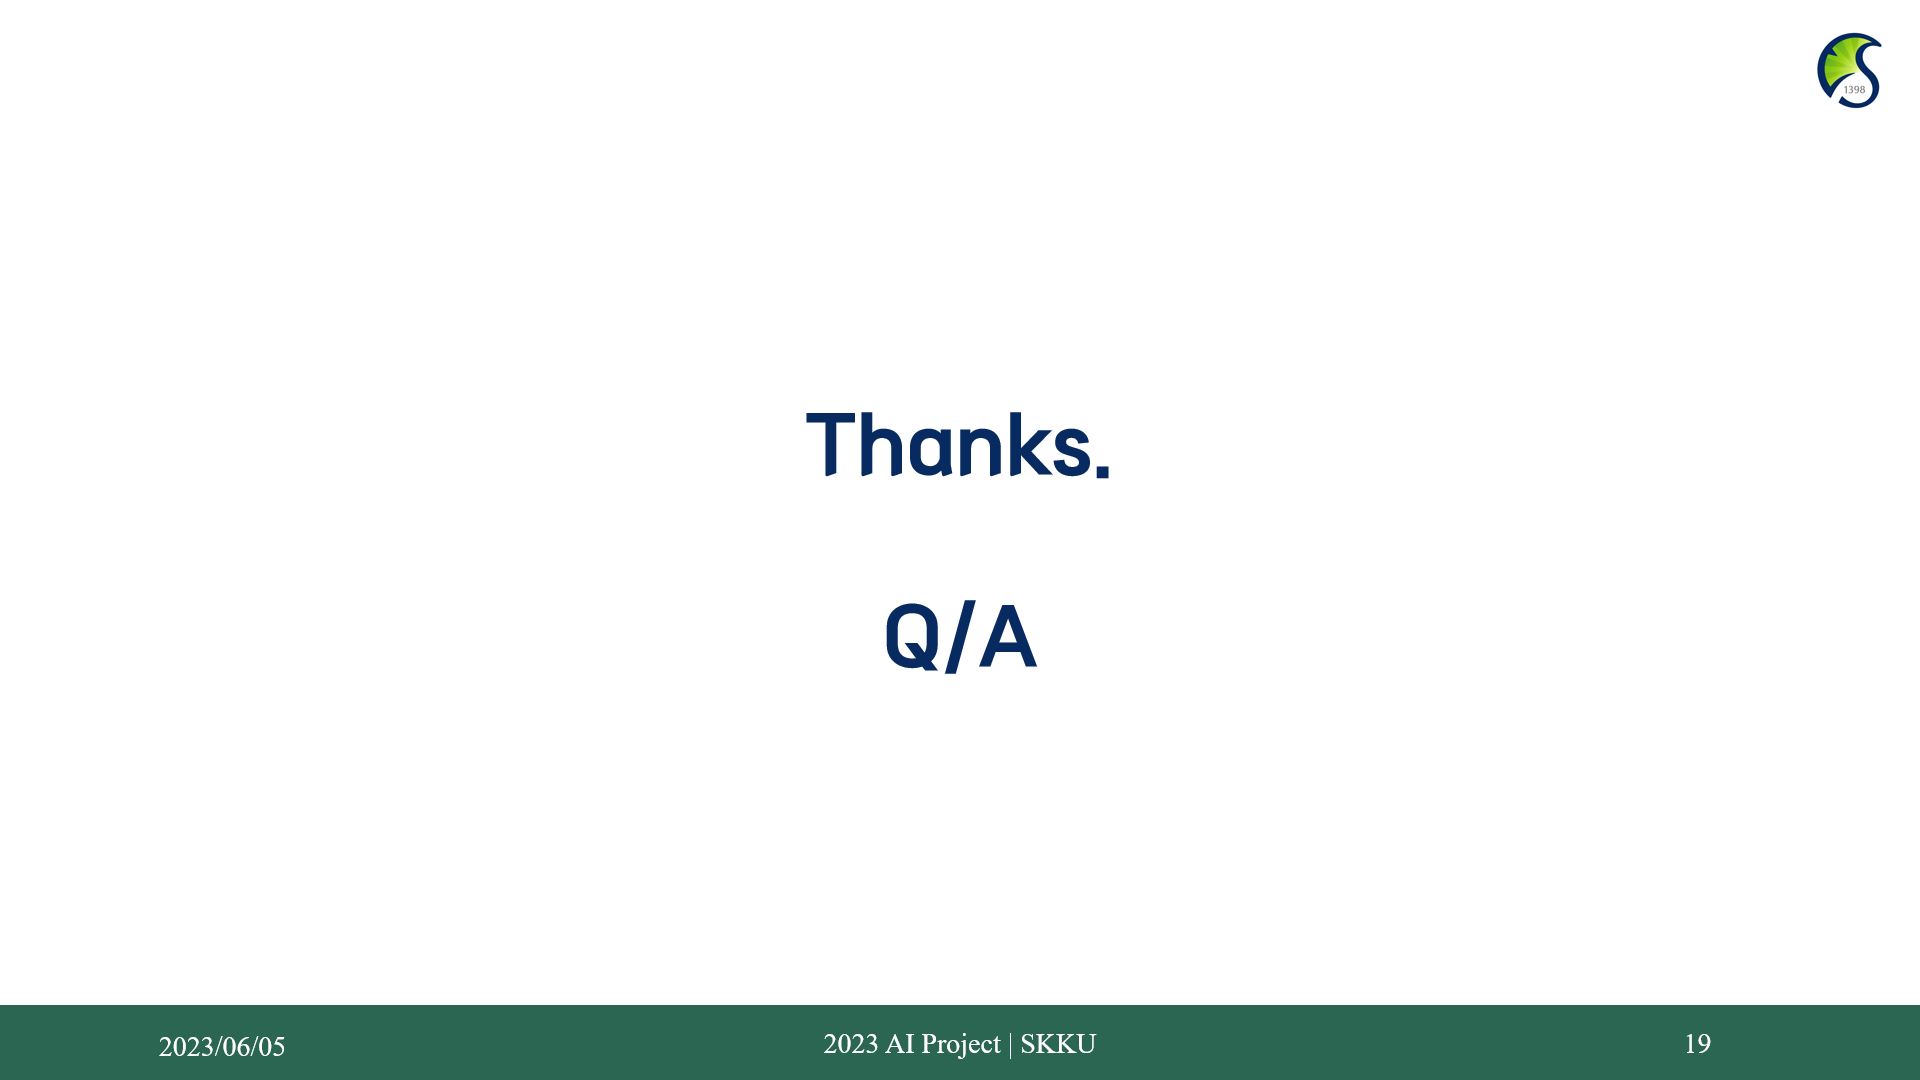 1398
Thanks.
Q/A
2023/06/05
2023 AI Project | SKKU
19